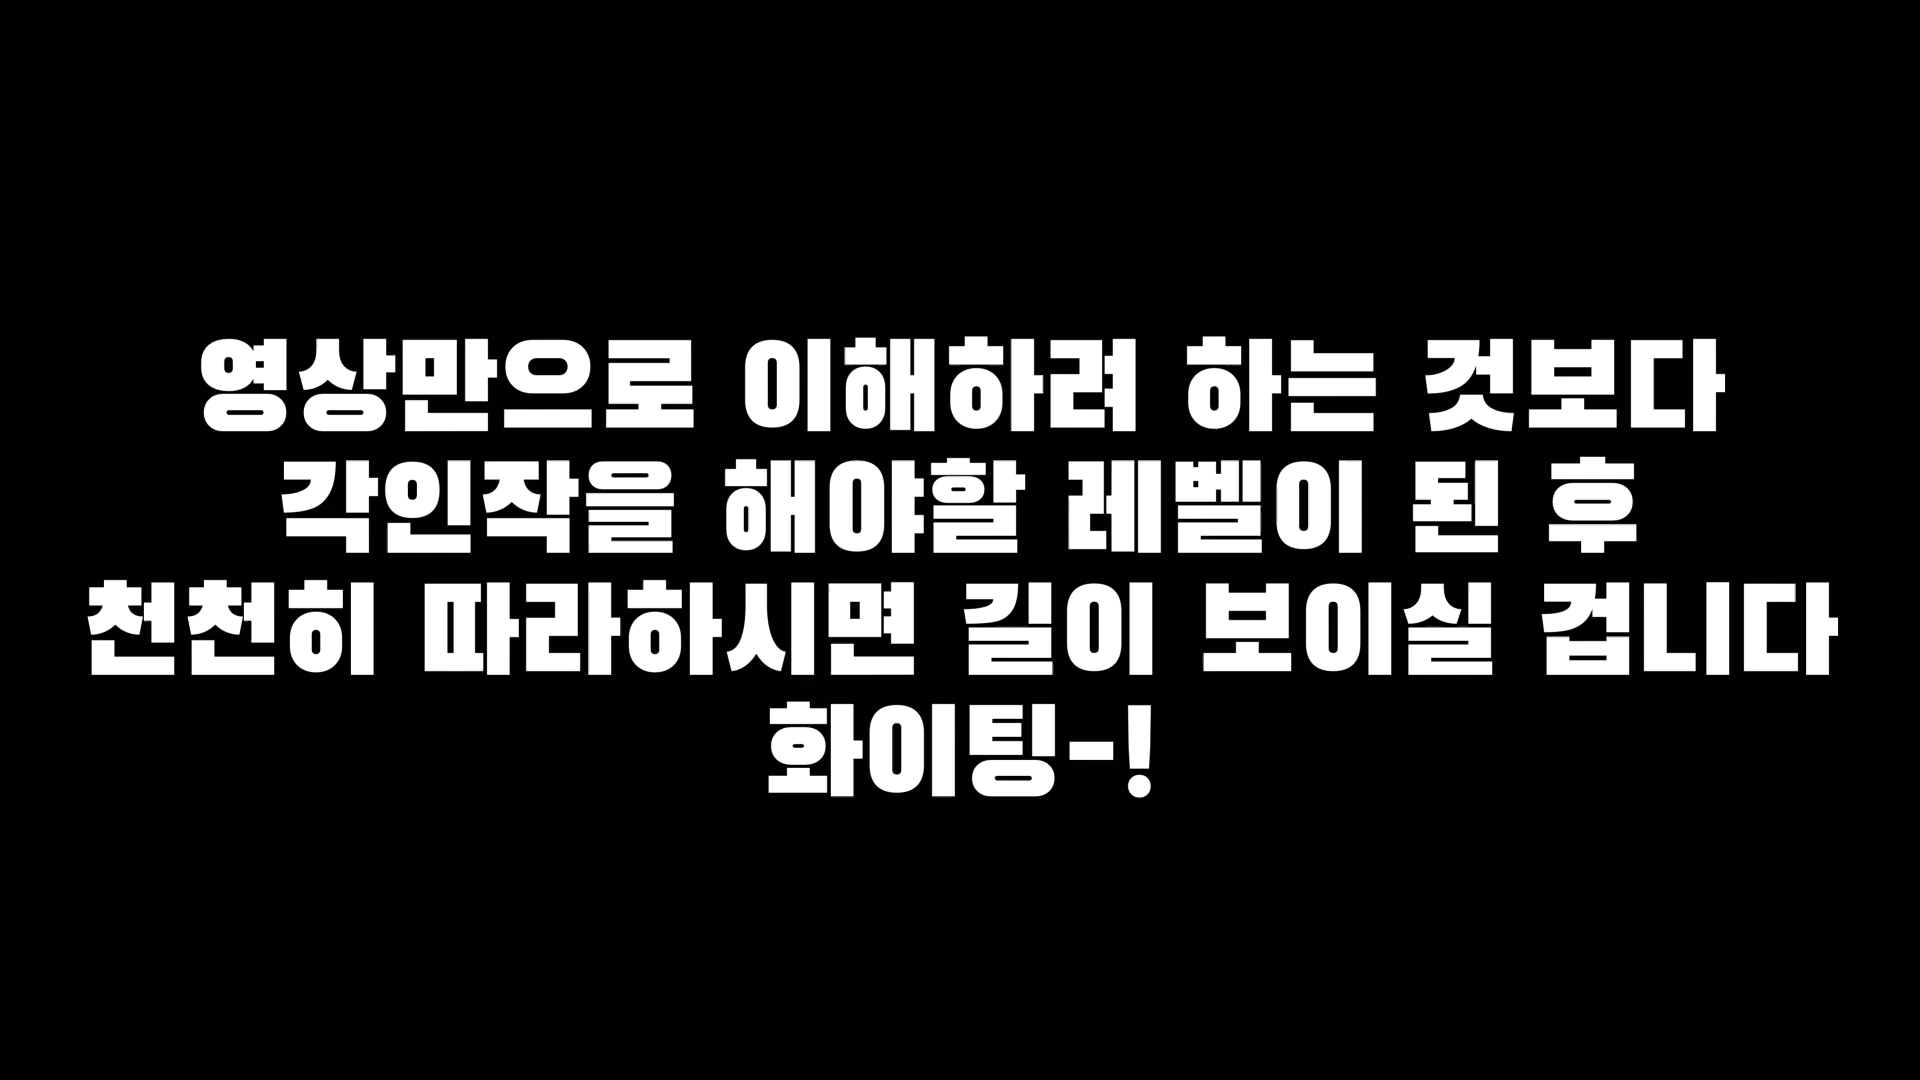 영상만으로 이해하려 하는 것보다
각인작을 해야할 레벨이 된 후
천천히 따라하시면 길이 보이실 겁니다
화이팅-!